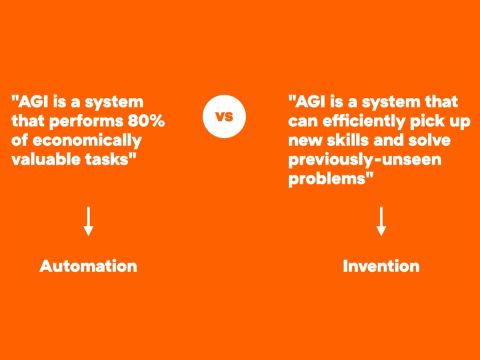 "AGI is a system
that performs 80%
of economically
valuable tasks"
vs
"AGI is a system that
can efficiently pick up
new skills and solve
previously-unseen
problems"
Automation
Invention